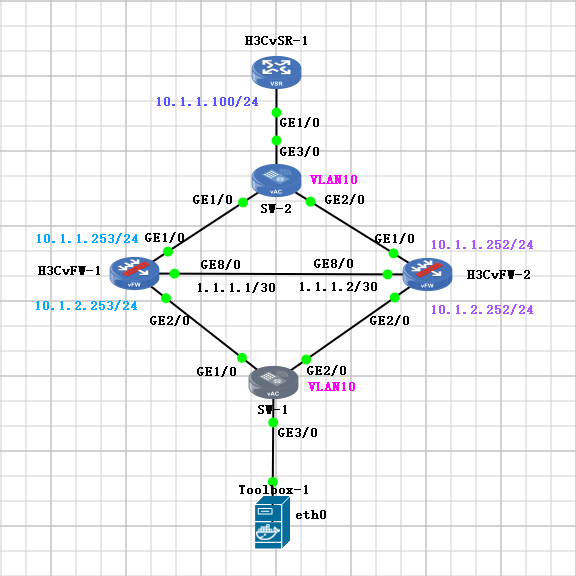 H3CvSR-1
VSR
10.1.1.100/24
GE1/0
GE3/0
VLAN10
vAC
GE1/0
GE2/0
SW-2
10.1.1.253/24
GE1/0
GE1/0
10.1.1.252/24
H3CvFW-1
GE8/0
GE8/0
H3CvFW-2
vFW
1.1.1.1/30
1.1.1.2/30
vFW
10.1.2.253/24
10.1.2.252/24
GE2/0
GE2/0
GE1/0
GE2/0
VLAN10
vAC
SW-1
GE3/0
Toolbox-1
eth0